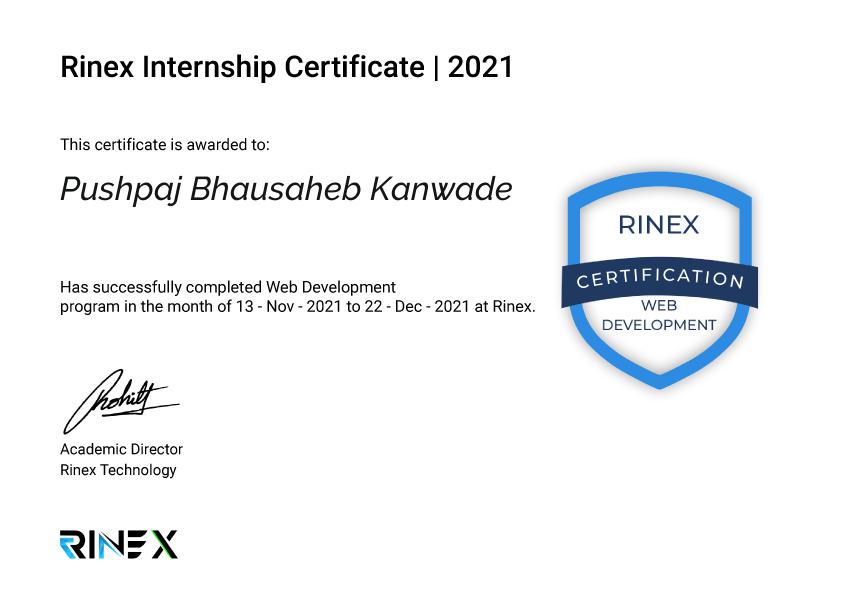 Rinex Internship Certificate | 2021
This certificate is awarded to:
Pushpaj Bhausaheb Kanwade
Has successfully completed Web Development
program in the month of 13 - Nov - 2021 to 22 - Dec - 2021 at Rinex.
RINEX
CERTIFICATION
WEB
DEVELOPMENT
Academic Director
Rinex Technology
RINEX